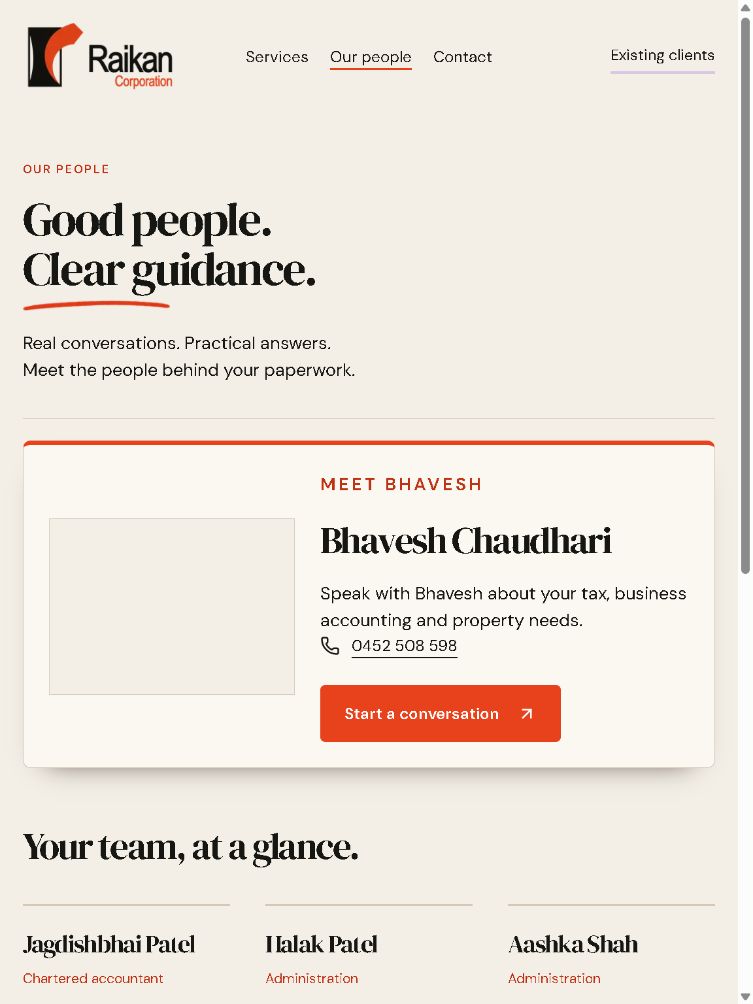 Raikan
Corporation
Services
Our people
Contact
Existing clients
OUR PEOPLE
Good people.
Clear guidance.
Real conversations. Practical answers.
Meet the people behind your paperwork.
MEET BHAVESH
Bhavesh Chaudhari
Speak with Bhavesh about your tax, business
accounting and property needs.
0452 508 598
Start a conversation
Your team, at a glance.
Jagdishbhai Patel
Chartered accountant
Halak Patel
Administration
Aashka Shah
Administration